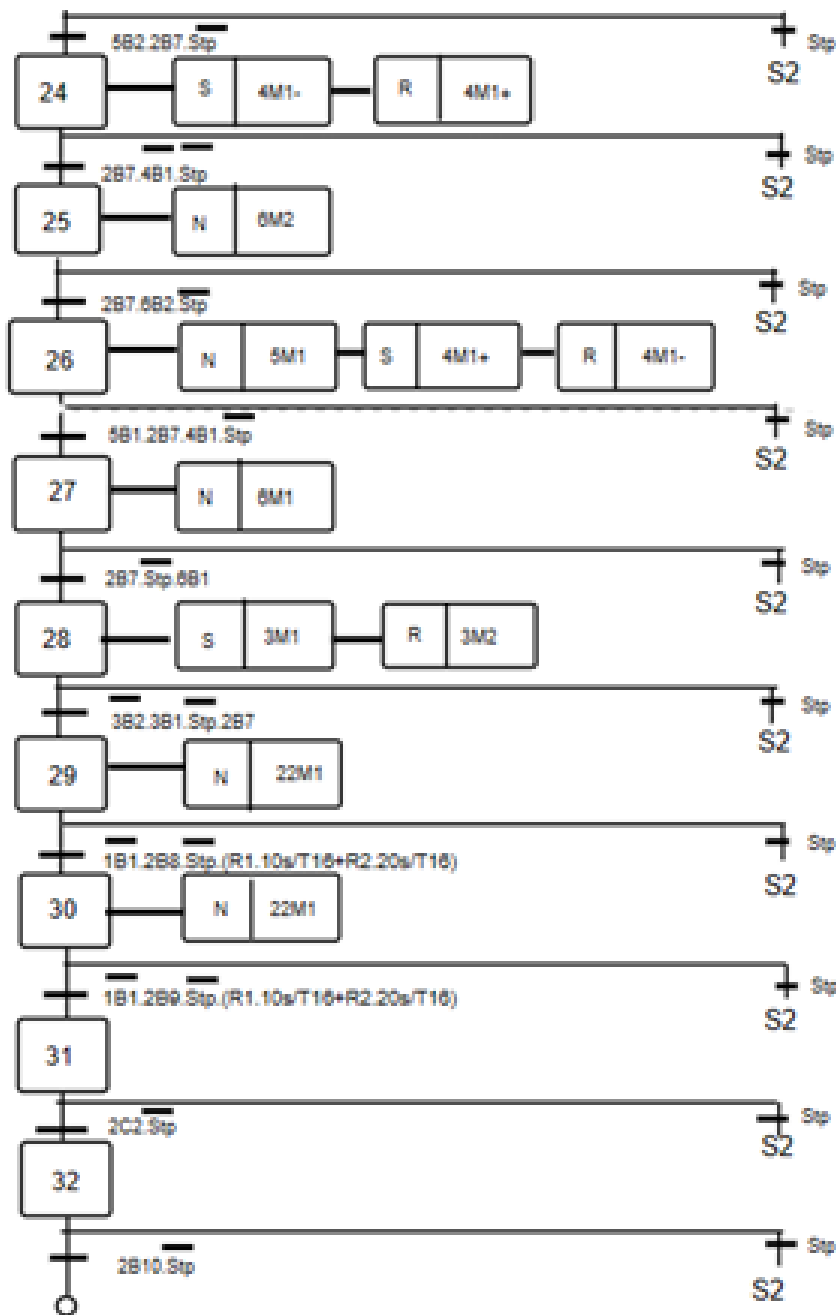 5B2.2B7.Stp Stp
S2
24 S 4M1- R 4M1+
2B7.4B1.Stp Stp
S2
25 N 6M2
2B7.6B2.Stp Stp
S2
26 N 5M1 S 4M1+ R 4M1-
5B1.2B7.4B1.Stp Stp
S2
27 N 6M1
2B7.Stp.6B1 Stp
S2
28 S 3M1 R 3M2
3B2.3B1.Stp.2B7 Stp
S2
29 N 22M1
1B1.2B8.Stp.(R1.10s/T16+R2.20s/T16) Stp
S2
30 N 22M1
1B1.2B9.Stp.(R1.10s/T16+R2.20s/T16) Stp
S2
31
2C2.Stp Stp
S2
32
2B10.Stp Stp
S2